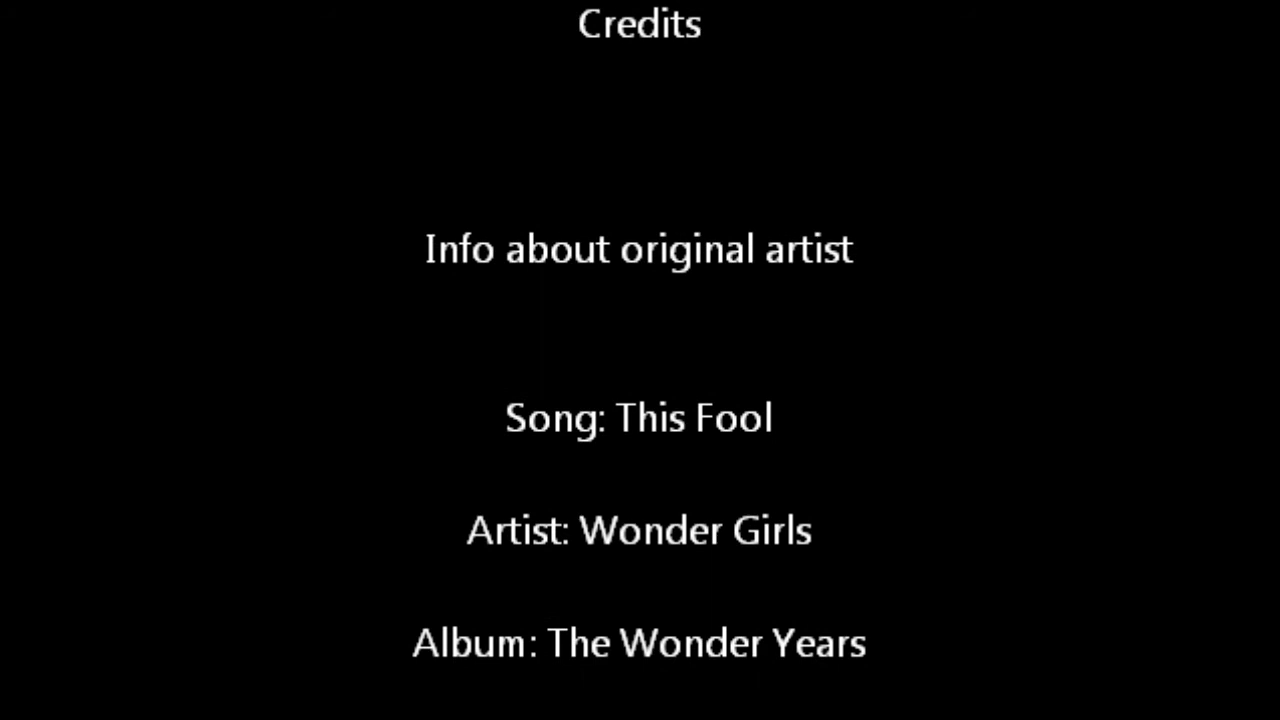 Credits
Info about original artist
Song: This Fool
Artist: Wonder Girls
Album: The Wonder Years